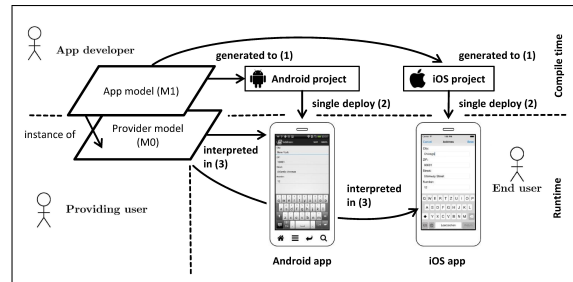 App developer
generated to (1)
generated to (1)
Compile time
App model (M1)
Android project
iOS project
single deploy (2)
single deploy (2)
instance of
Provider model
(M0)
interpreted
in (3)
interpreted
in (3)
End user
Providing user
Runtime
Android app
iOS app